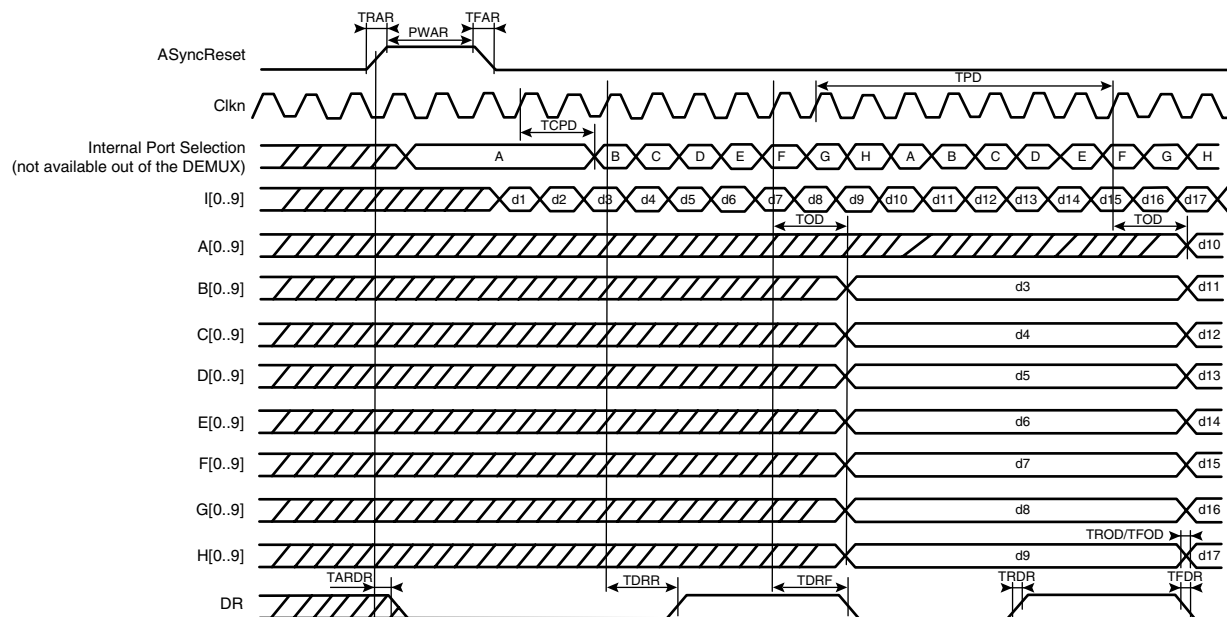 TRAR TFAR
PWAR
ASyncReset
TPD
Clkn
TCPD
Internal Port Selection
(not available out of the DEMUX)
A B C D E F G H A B C D E F G H
I[0..9] d1 d2 d3 d4 d5 d6 d7 d8 d9 d10 d11 d12 d13 d14 d15 d16 d17
TOD TOD
A[0..9] d10
B[0..9] d3 d11
C[0..9] d4 d12
D[0..9] d5 d13
E[0..9] d6 d14
F[0..9] d7 d15
G[0..9] d8 d16
TROD/TFOD
H[0..9] d9 d17
TARDR TDRR TDRF TRDR TFDR
DR